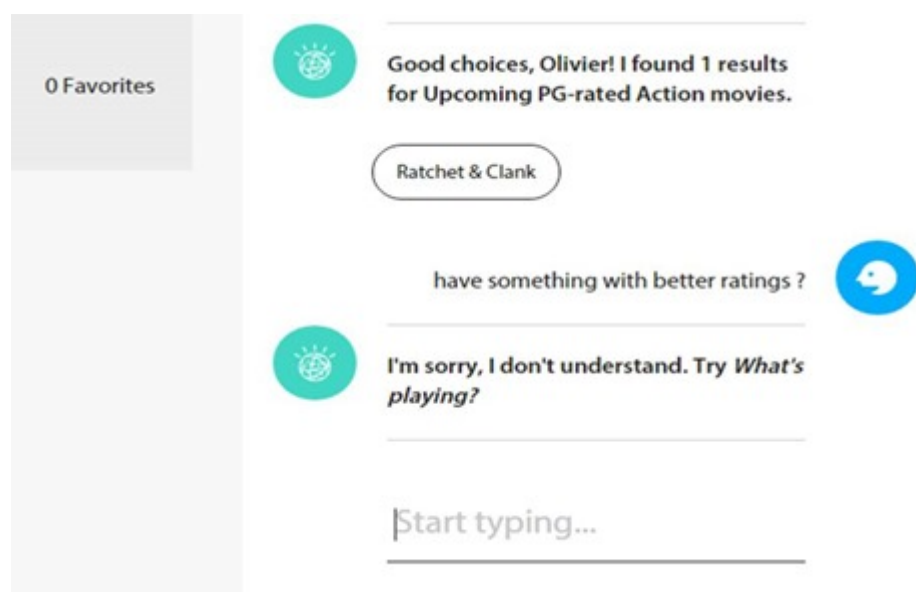 0 Favorites
Good choices, Olivier! I found 1 results
for Upcoming PG-rated Action movies.
Ratchet & Clank
have something with better ratings ?
I'm sorry, I don't understand. Try What's
playing?
Start typing...